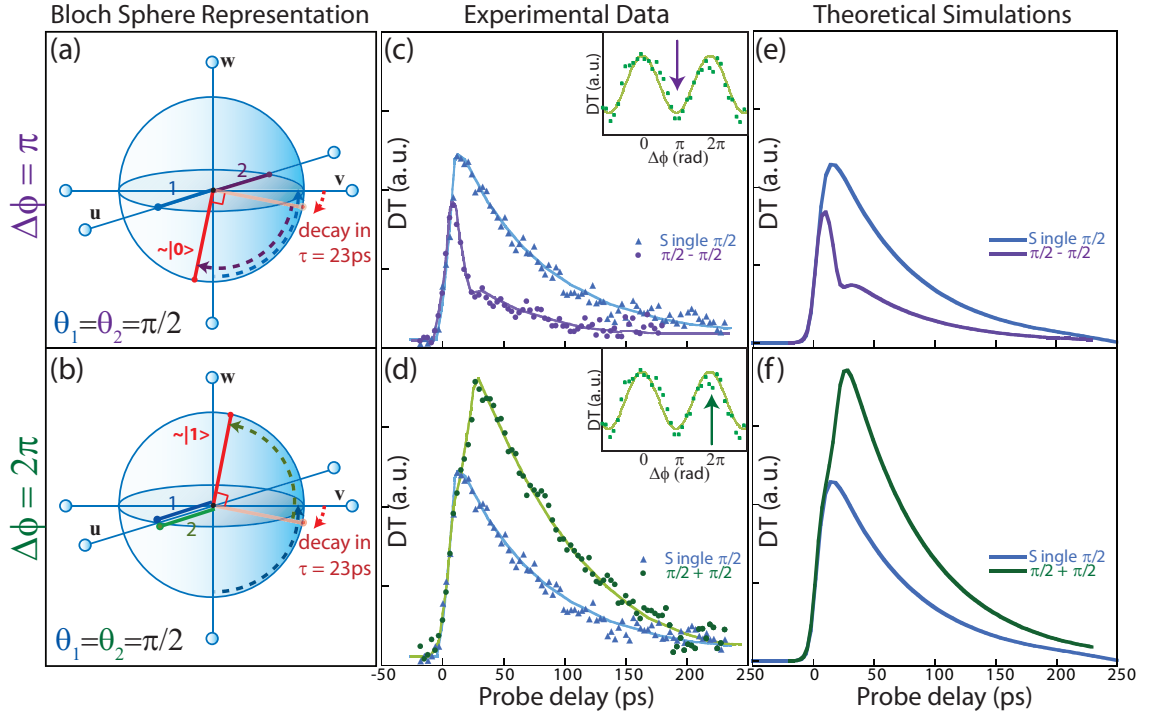 Bloch Sphere Representation
Experimental Data
Theoretical Simulations
Δϕ = π
(a)
w
v
u
1
2
~|0>
decay in
τ = 23ps
θ1=θ2=π/2
(c)
DT (a. u.)
S ingle π/2
π/2 - π/2
DT (a. u.)
0 π 2π
Δϕ (rad)
(e)
DT (a. u.)
S ingle π/2
π/2 - π/2
Δϕ = 2π
(b)
w
v
u
1
2
~|1>
decay in
τ = 23ps
θ1=θ2=π/2
(d)
DT (a. u.)
S ingle π/2
π/2 + π/2
DT (a.u.)
0 π 2π
Δϕ (rad)
-50 0 50 100 150 200 250
Probe delay (ps)
(f)
DT (a. u.)
S ingle π/2
π/2 + π/2
0 50 100 150 200 250
Probe delay (ps)